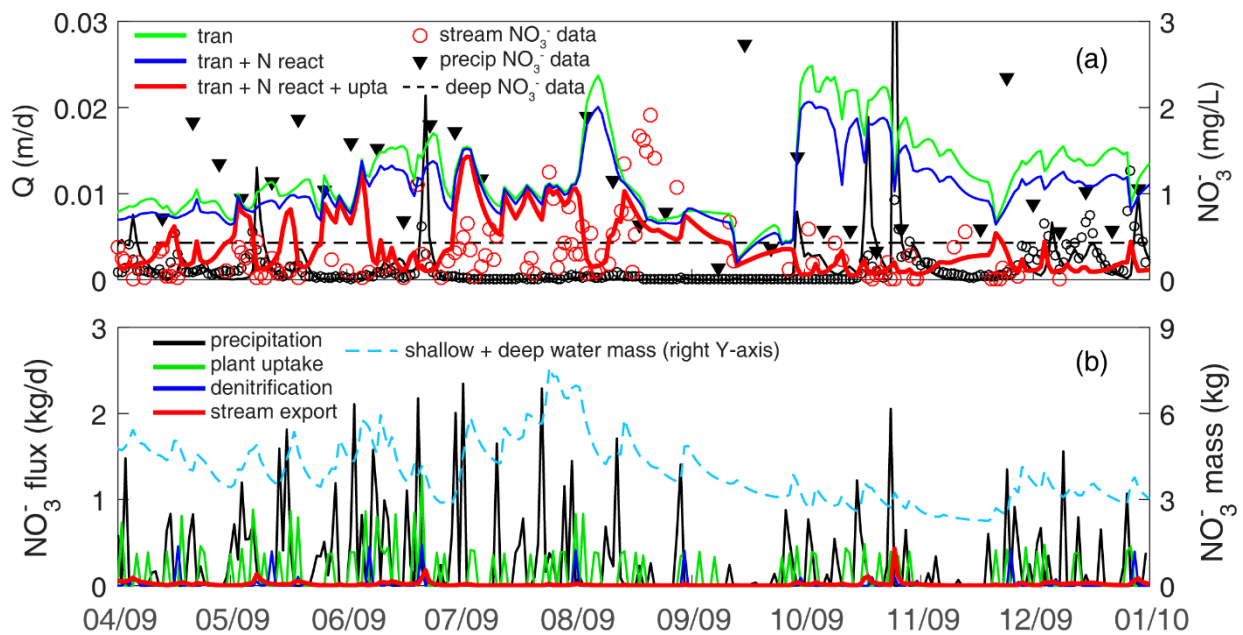 0.03
0.02
0.01
0
Q (m/d)
tran
tran + N react
tran + N react + upta
stream NO₃⁻ data
precip NO₃⁻ data
deep NO₃⁻ data
(a)
3
2
1
0
NO₃⁻ (mg/L)
3
2
1
0
NO₃⁻ flux (kg/d)
precipitation
plant uptake
denitrification
stream export
shallow + deep water mass (right Y-axis)
(b)
9
6
3
0
NO₃⁻ mass (kg)
04/09 05/09 06/09 07/09 08/09 09/09 10/09 11/09 12/09 01/10